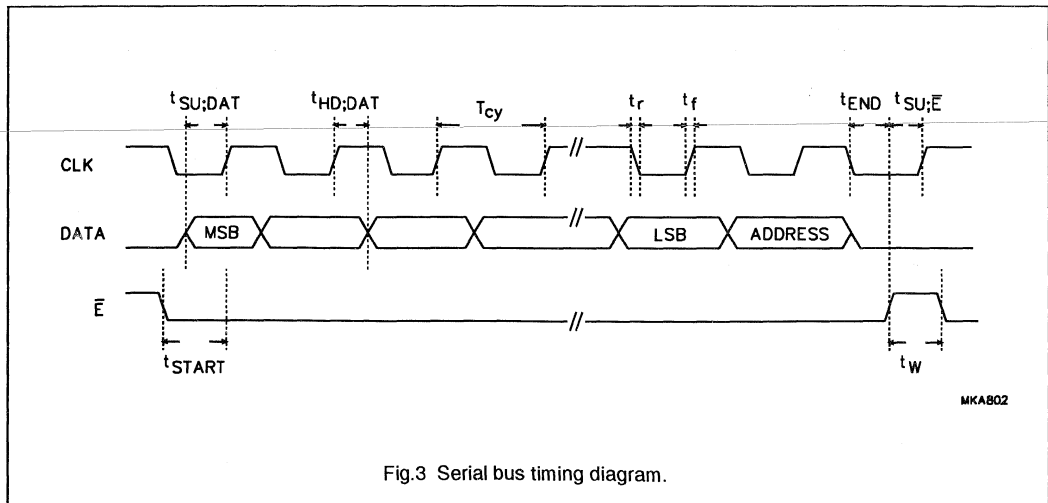 tSU;DAT tHD;DAT Tcy tr tf tEND tSU;E̅
CLK
DATA MSB LSB ADDRESS
E̅
tSTART tW
MKA802
Fig.3 Serial bus timing diagram.